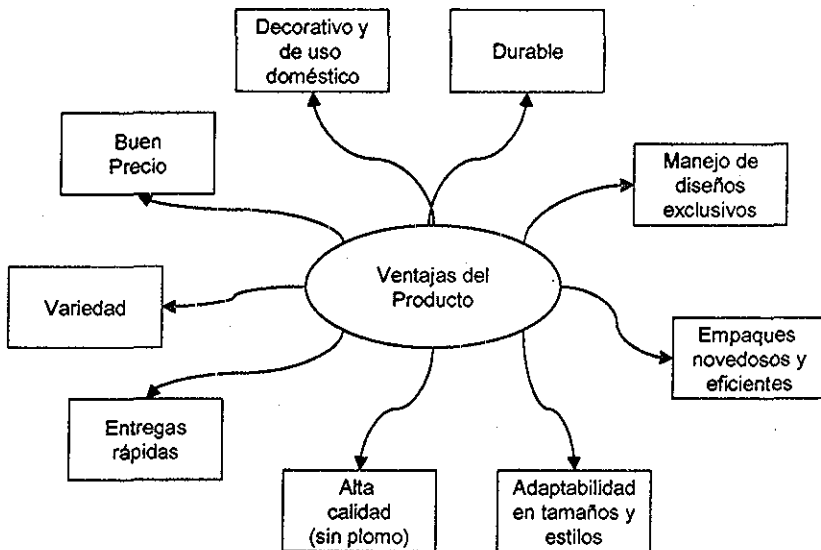 Decorativo y
de uso
doméstico
Durable
Buen
Precio
Manejo de
diseños
exclusivos
Ventajas del
Producto
Variedad
Empaques
novedosos y
eficientes
Entregas
rápidas
Alta
calidad
(sin plomo)
Adaptabilidad
en tamaños y
estilos